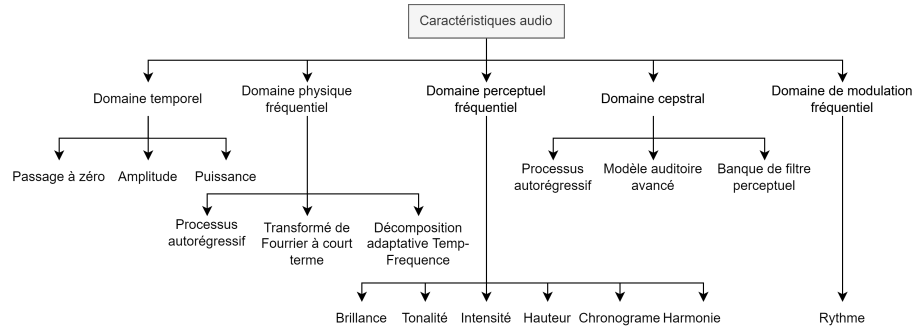 Caractéristiques audio
Domaine temporel
Domaine physique
fréquentiel
Domaine perceptuel
fréquentiel
Domaine cepstral
Domaine de modulation
fréquentiel
Passage à zéro
Amplitude
Puissance
Processus
autorégressif
Modèle auditoire
avancé
Banque de filtre
perceptuel
Processus
autorégressif
Transformé de
Fourrier à court
terme
Décomposition
adaptative Temp-
Frequence
Brillance
Tonalité
Intensité
Hauteur
Chronograme
Harmonie
Rythme